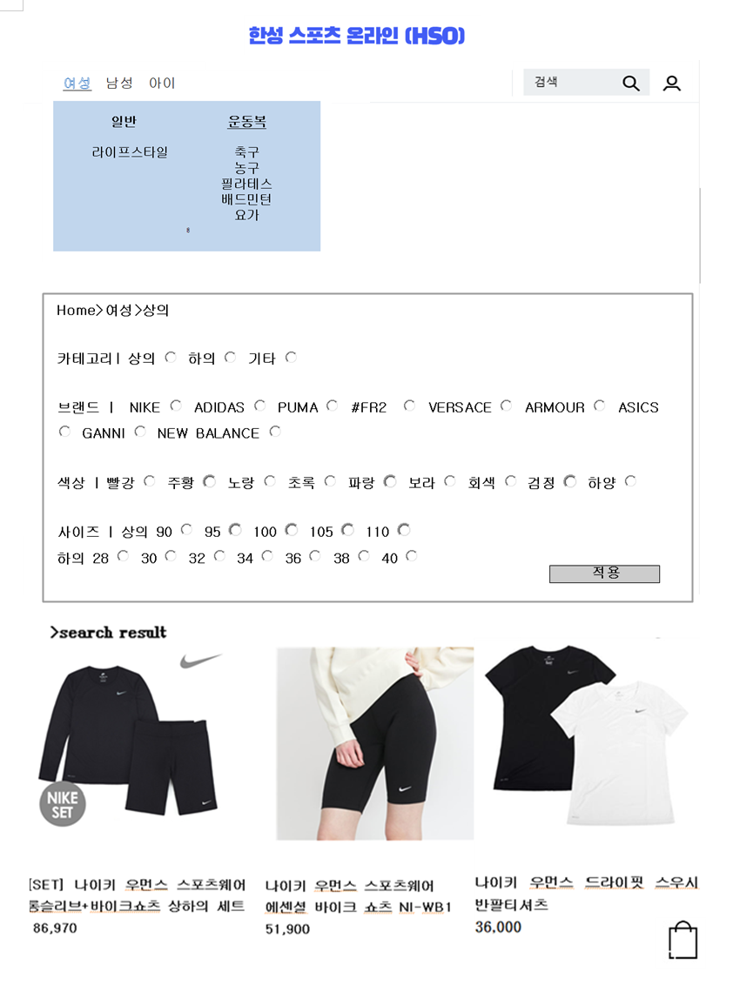 한성 스포츠 온라인 (HSO)
여성 남성 아이
검색
일반 운동복
라이프스타일 축구
농구
필라테스
배드민턴
요가
8
Home>여성>상의
카테고리| 상의 하의 기타
브랜드 | NIKE ADIDAS PUMA #FR2 VERSACE ARMOUR ASICS
GANNI NEW BALANCE
색상 | 빨강 주황 노랑 초록 파랑 보라 회색 검정 하양
사이즈 | 상의 90 95 100 105 110
하의 28 30 32 34 36 38 40
적용
>search result
NIKE
SET
[SET] 나이키 우먼스 스포츠웨어
롱슬리브+바이크쇼츠 상하의 세트
86,970
나이키 우먼스 스포츠웨어
에센셜 바이크 쇼츠 NI-WB1
51,900
나이키 우먼스 드라이핏 스우시
반팔티셔츠
36,000